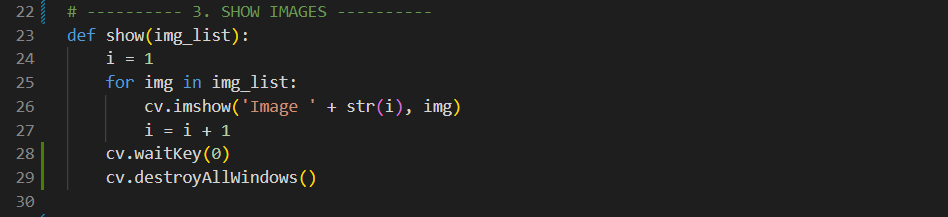 22 # ---------- 3. SHOW IMAGES ----------
23 def show(img_list):
24     i = 1
25     for img in img_list:
26         cv.imshow('Image ' + str(i), img)
27         i = i + 1
28     cv.waitKey(0)
29     cv.destroyAllWindows()
30